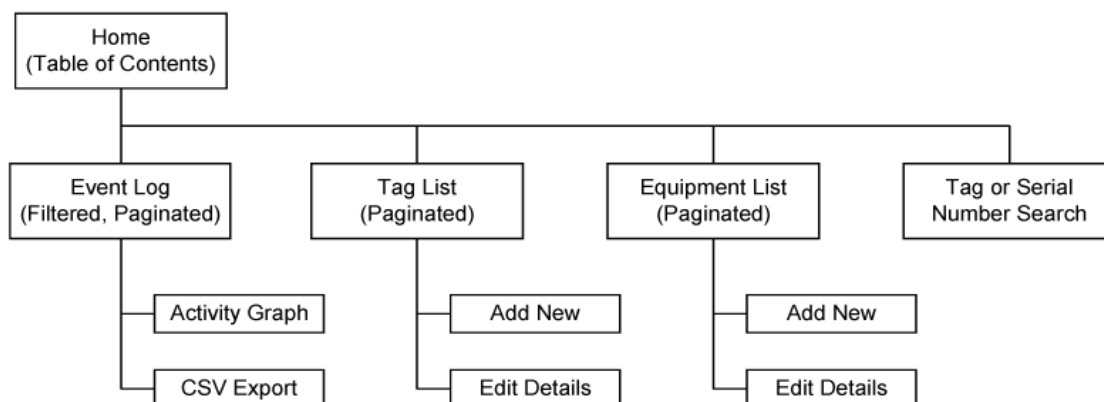 Home
(Table of Contents)
Event Log
(Filtered, Paginated)
Tag List
(Paginated)
Equipment List
(Paginated)
Tag or Serial
Number Search
Activity Graph
Add New
Add New
CSV Export
Edit Details
Edit Details